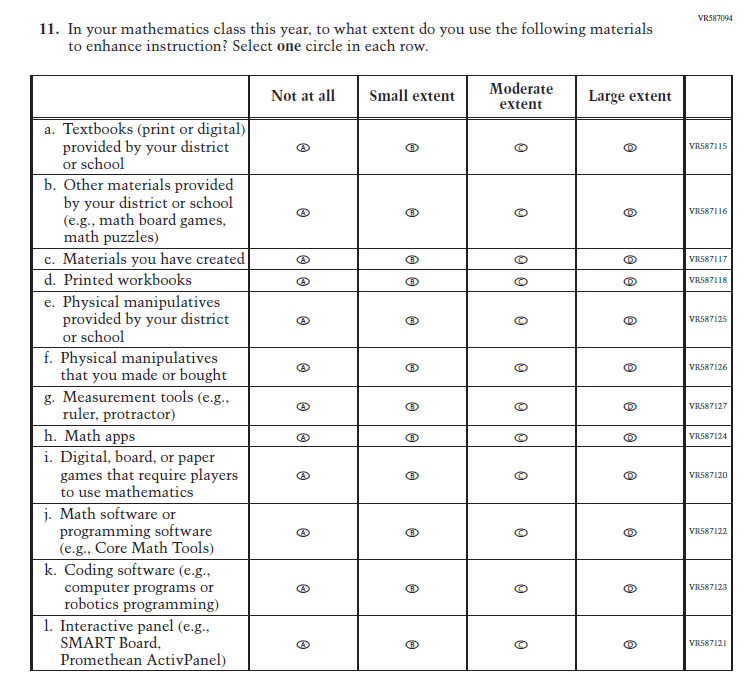 VR587094
11. In your mathematics class this year, to what extent do you use the following materials
to enhance instruction? Select one circle in each row.
Not at all Small extent Moderate extent Large extent
a. Textbooks (print or digital)
provided by your district
or school
A B C D VR587115
b. Other materials provided
by your district or school
(e.g., math board games,
math puzzles)
A B C D VR587116
c. Materials you have created A B C D VR587117
d. Printed workbooks A B C D VR587118
e. Physical manipulatives
provided by your district
or school
A B C D VR587125
f. Physical manipulatives
that you made or bought
A B C D VR587126
g. Measurement tools (e.g.,
ruler, protractor)
A B C D VR587127
h. Math apps A B C D VR587124
i. Digital, board, or paper
games that require players
to use mathematics
A B C D VR587120
j. Math software or
programming software
(e.g., Core Math Tools)
A B C D VR587122
k. Coding software (e.g.,
computer programs or
robotics programming)
A B C D VR587123
l. Interactive panel (e.g.,
SMART Board,
Promethean ActivPanel)
A B C D VR587121